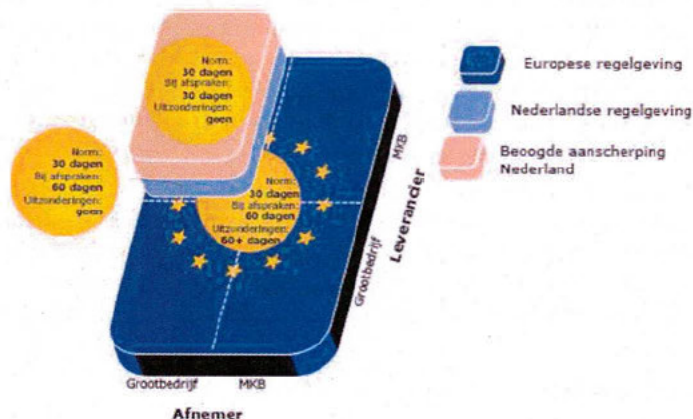 Norm:
30 dagen
Bij afspraken:
30 dagen
Uitzonderingen:
geen
Norm:
30 dagen
Bij afspraken:
60 dagen
Uitzonderingen:
geen
Norm:
30 dagen
Bij afspraken:
60 dagen
Uitzonderingen:
60+ dagen
MKB
Leverancier
Grootbedrijf
Grootbedrijf
MKB
Afnemer
Europese regelgeving
Nederlandse regelgeving
Beoogde aanscherping
Nederland